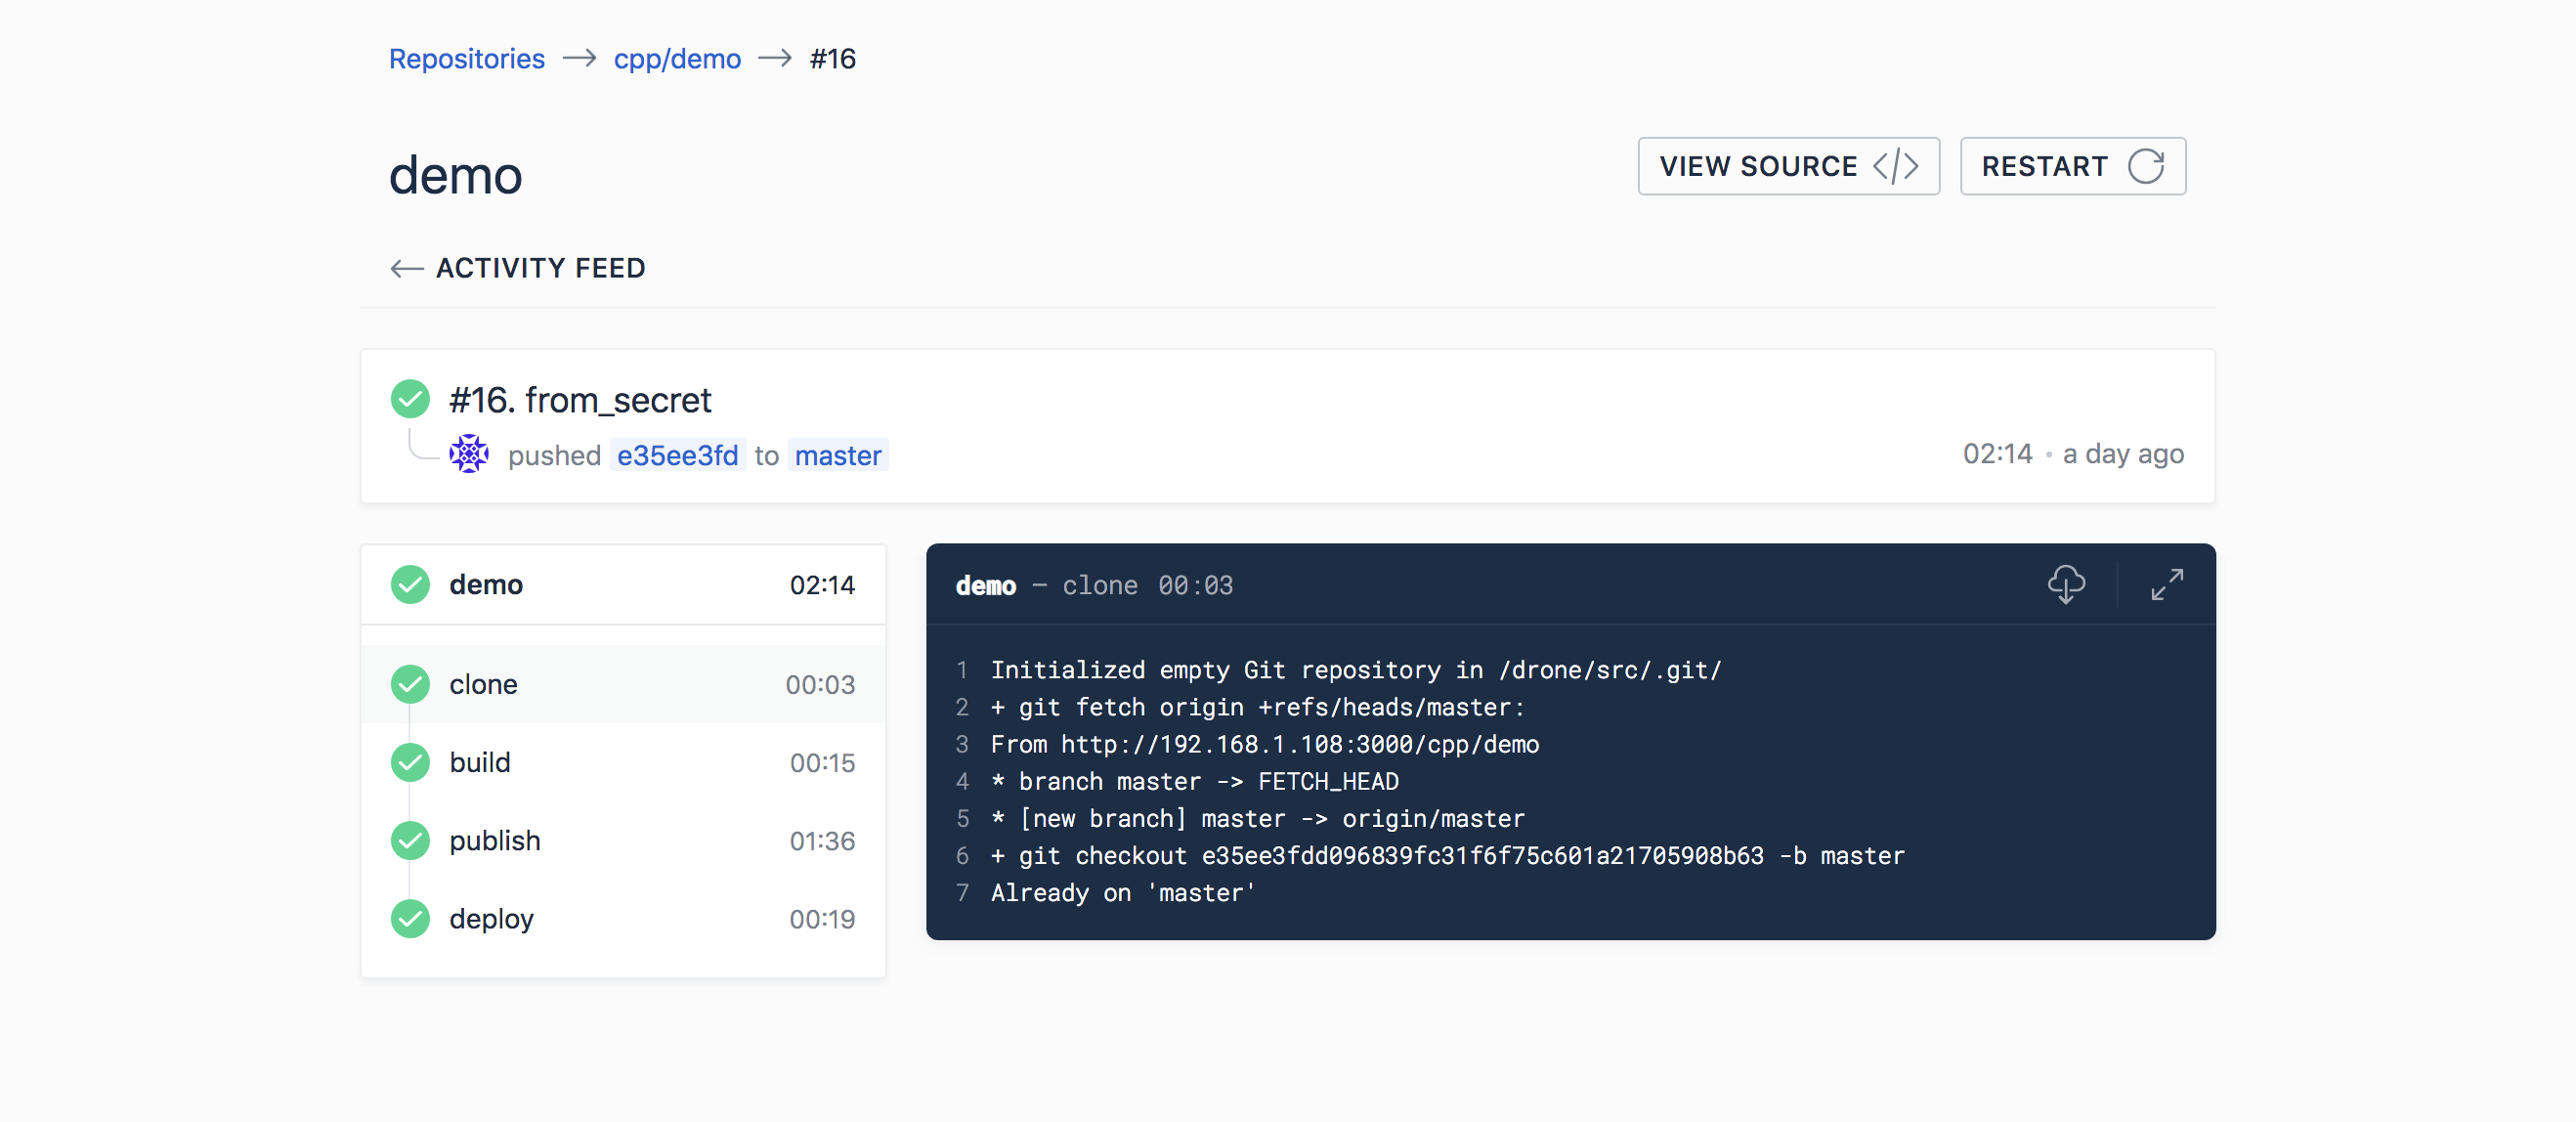 Repositories → cpp/demo → #16
demo
VIEW SOURCE </> RESTART
← ACTIVITY FEED
#16. from_secret
pushed e35ee3fd to master
02:14 • a day ago
demo 02:14
clone 00:03
build 00:15
publish 01:36
deploy 00:19
demo — clone 00:03
1 Initialized empty Git repository in /drone/src/.git/
2 + git fetch origin +refs/heads/master:
3 From http://192.168.1.108:3000/cpp/demo
4 * branch master -> FETCH_HEAD
5 * [new branch] master -> origin/master
6 + git checkout e35ee3fdd096839fc31f6f75c601a21705908b63 -b master
7 Already on 'master'